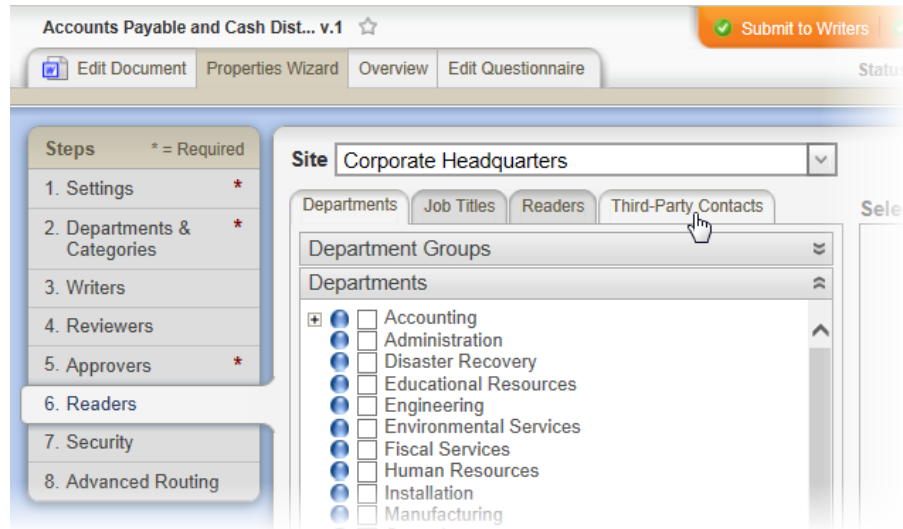 Accounts Payable and Cash Dist... v.1
Submit to Writers
Edit Document
Properties Wizard
Overview
Edit Questionnaire
Steps * = Required
1. Settings *
2. Departments & *
Categories
3. Writers
4. Reviewers
5. Approvers *
6. Readers
7. Security
8. Advanced Routing
Site Corporate Headquarters
Departments
Job Titles
Readers
Third-Party Contacts
Department Groups
Departments
Accounting
Administration
Disaster Recovery
Educational Resources
Engineering
Environmental Services
Fiscal Services
Human Resources
Installation
Manufacturing